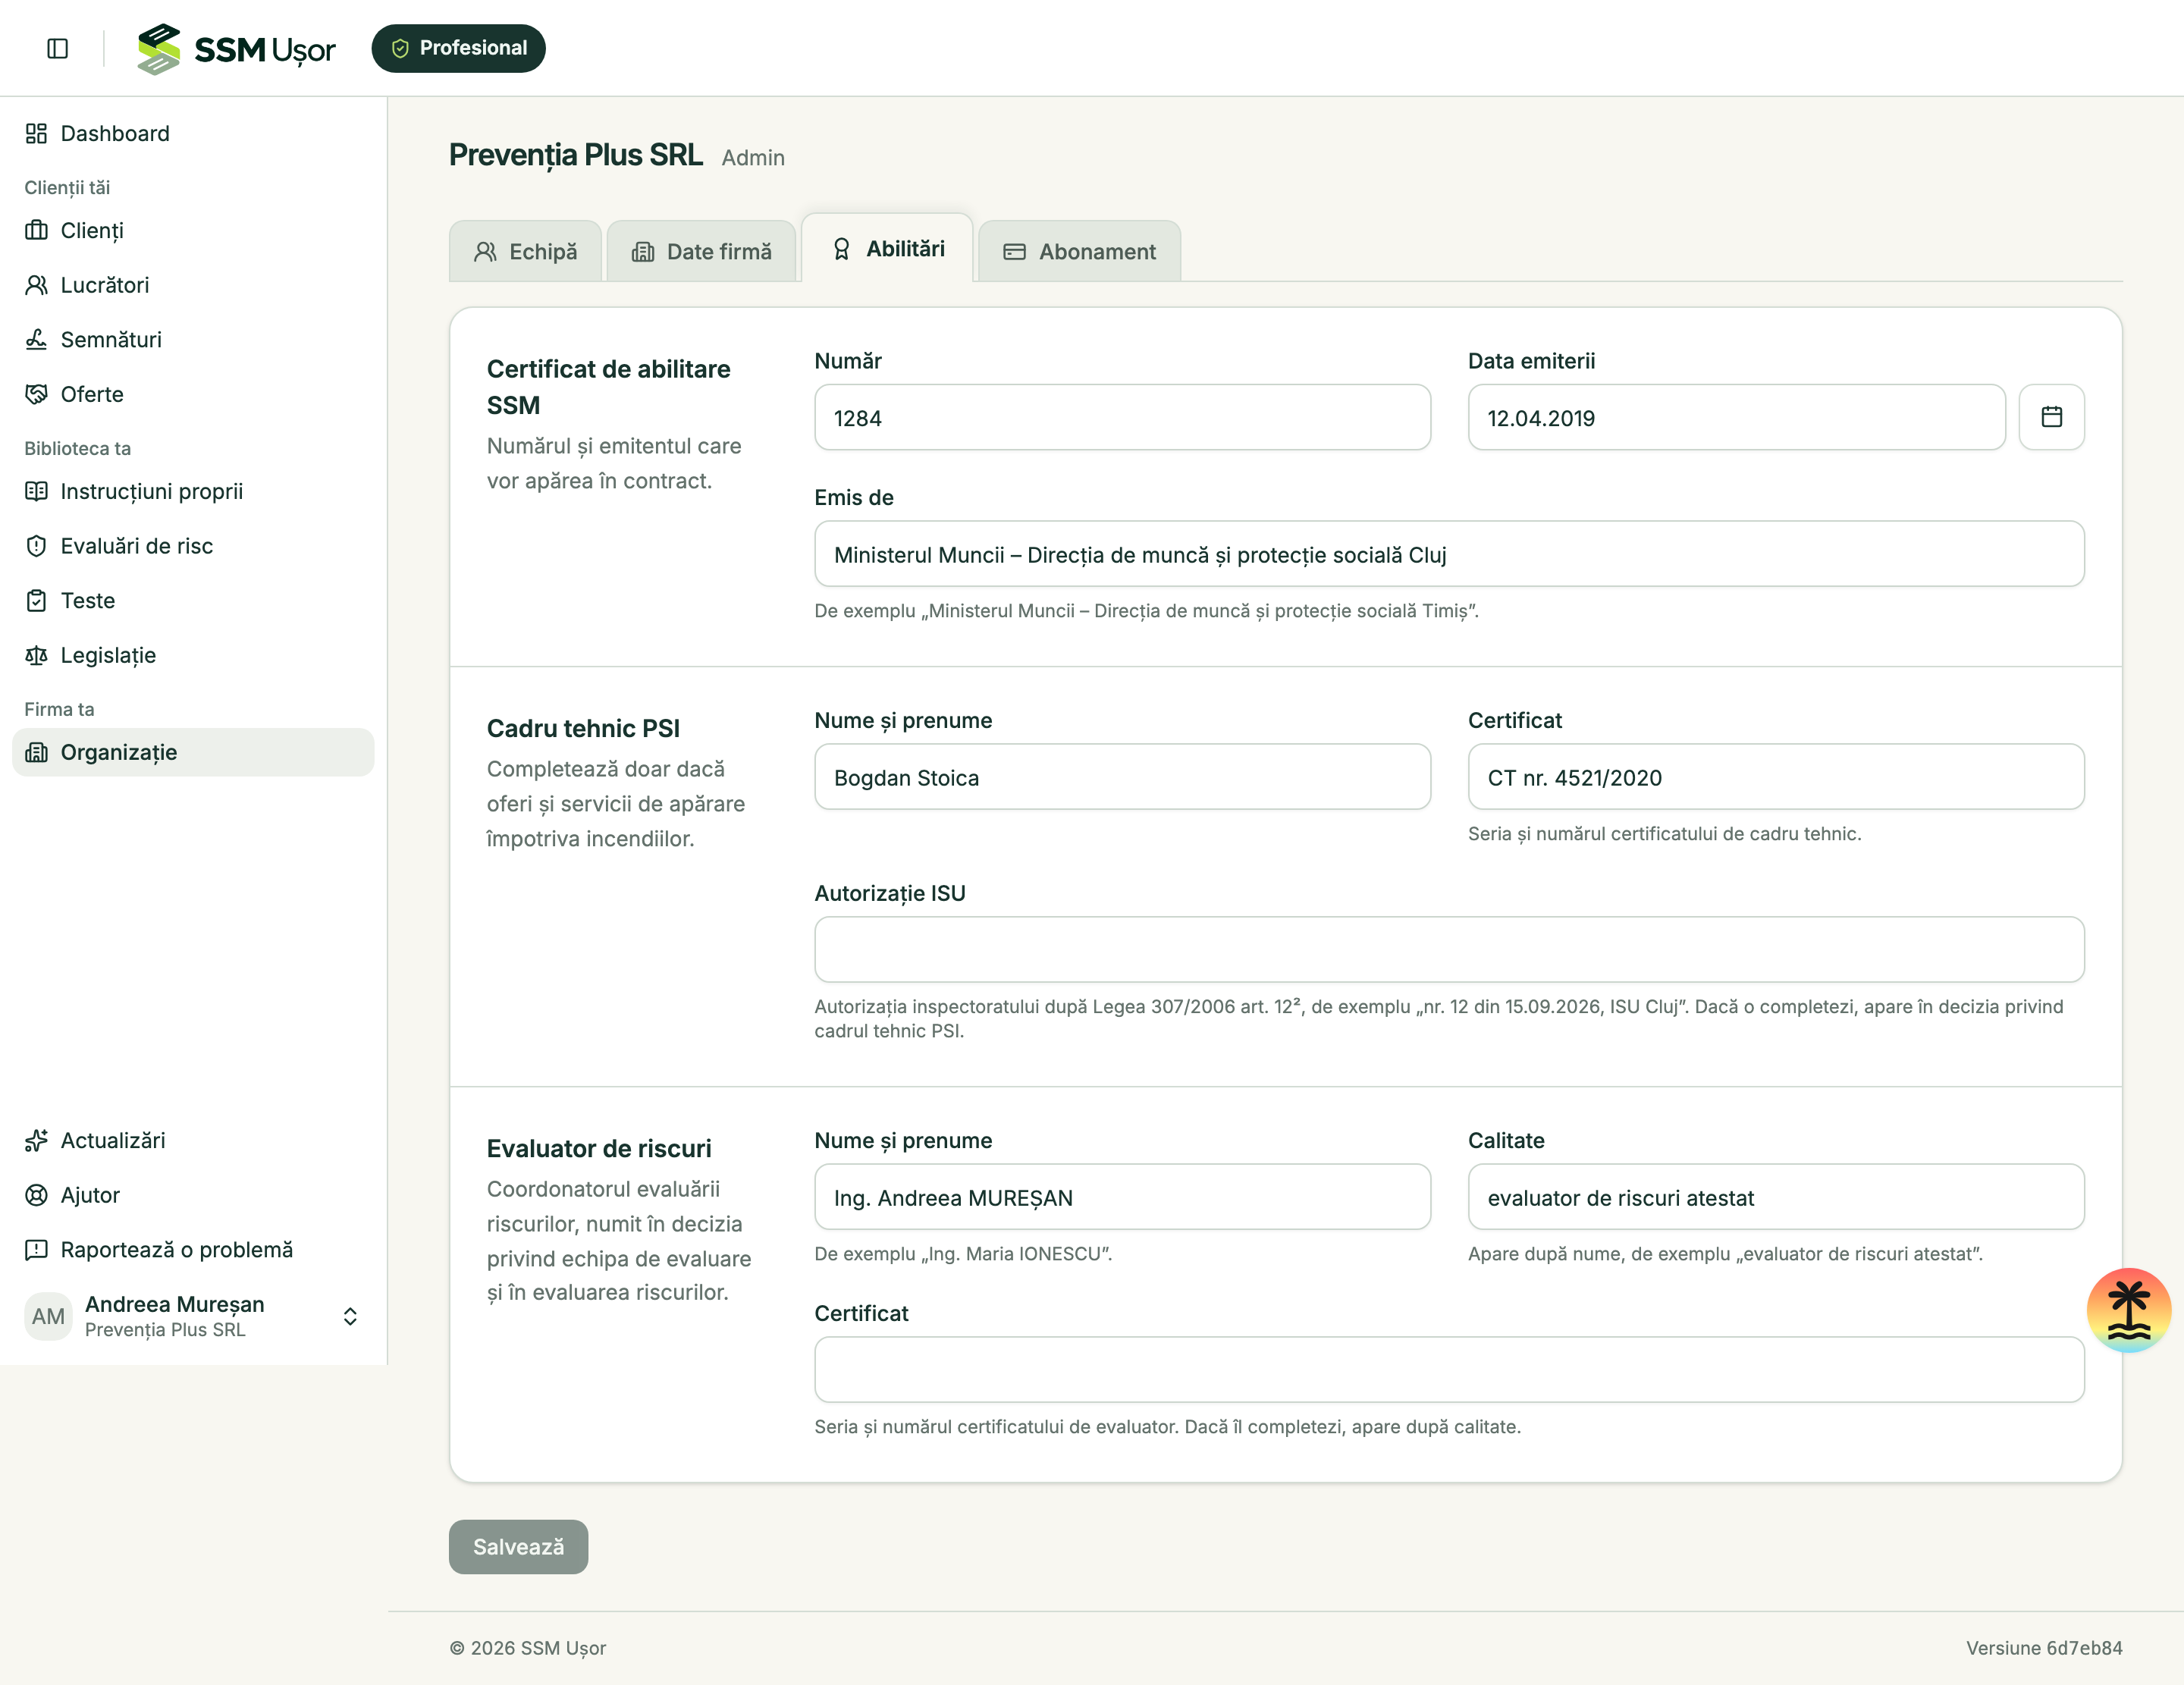 SSM Ușor
Profesional
Dashboard
Clienții tăi
Clienți
Lucrători
Semnături
Oferte
Biblioteca ta
Instrucțiuni proprii
Evaluări de risc
Teste
Legislație
Firma ta
Organizație
Actualizări
Ajutor
Raportează o problemă
AM
Andreea Mureșan
Prevenția Plus SRL
Prevenția Plus SRL Admin
Echipă
Date firmă
Abilitări
Abonament
Certificat de abilitare
SSM
Numărul și emitentul care
vor apărea în contract.
Număr
1284
Data emiterii
12.04.2019
Emis de
Ministerul Muncii – Direcția de muncă și protecție socială Cluj
De exemplu „Ministerul Muncii – Direcția de muncă și protecție socială Timiș”.
Cadru tehnic PSI
Completează doar dacă
oferi și servicii de apărare
împotriva incendiilor.
Nume și prenume
Bogdan Stoica
Certificat
CT nr. 4521/2020
Seria și numărul certificatului de cadru tehnic.
Autorizație ISU
Autorizația inspectoratului după Legea 307/2006 art. 12², de exemplu „nr. 12 din 15.09.2026, ISU Cluj”. Dacă o completezi, apare în decizia privind
cadrul tehnic PSI.
Evaluator de riscuri
Coordonatorul evaluării
riscurilor, numit în decizia
privind echipa de evaluare
și în evaluarea riscurilor.
Nume și prenume
Ing. Andreea MUREȘAN
De exemplu „Ing. Maria IONESCU”.
Calitate
evaluator de riscuri atestat
Apare după nume, de exemplu „evaluator de riscuri atestat”.
Certificat
Seria și numărul certificatului de evaluator. Dacă îl completezi, apare după calitate.
Salvează
© 2026 SSM Ușor
Versiune 6d7eb84